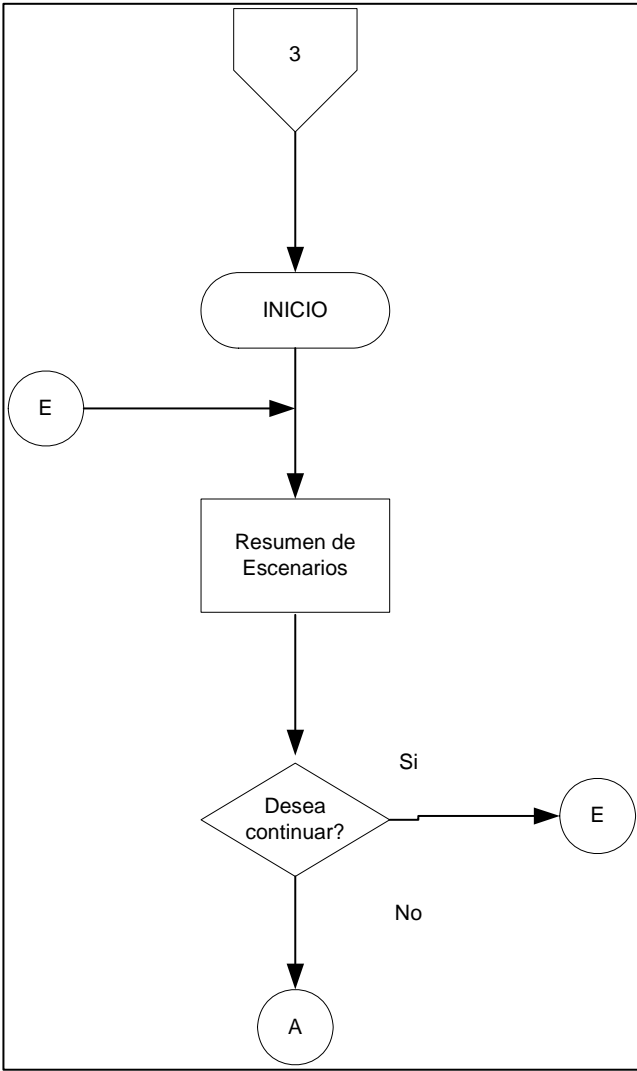 3
INICIO
E
Resumen de
Escenarios
Si
Desea
continuar?
E
No
A